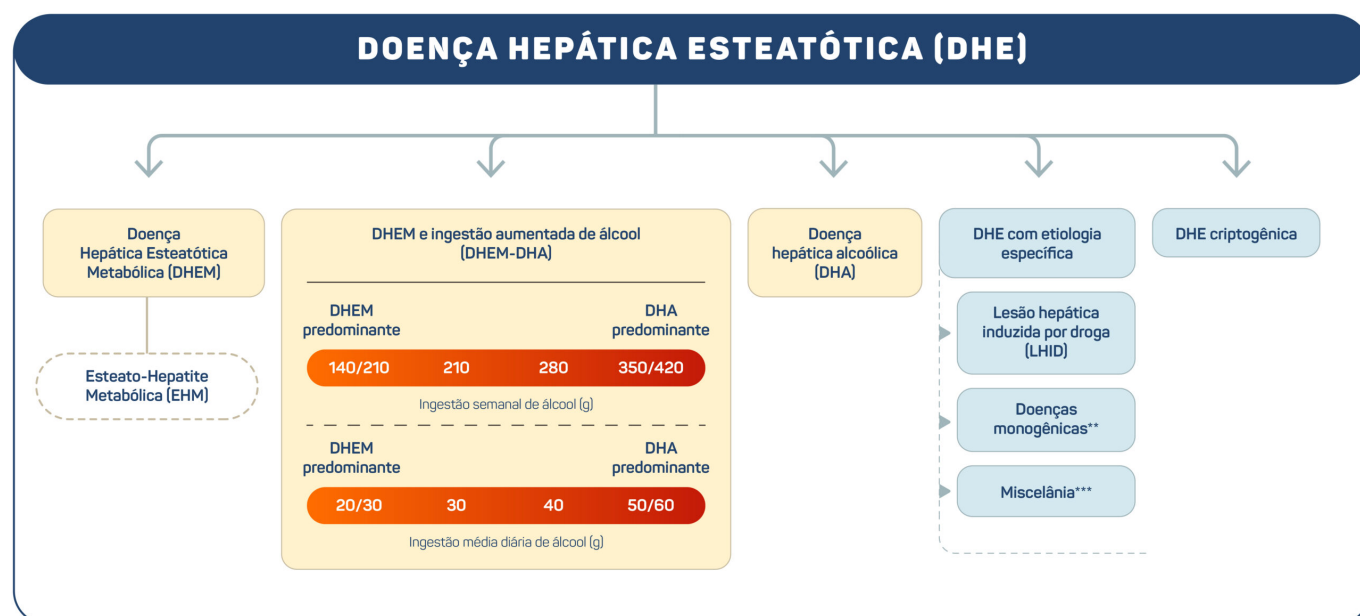 DOENÇA HEPÁTICA ESTEATÓTICA (DHE)
Doença
Hepática Esteatótica
Metabólica (DHEM)
Esteato-Hepatite
Metabólica (EHM)
DHEM e ingestão aumentada de álcool
(DHEM-DHA)
DHEM
predominante
DHA
predominante
140/210 210 280 350/420
Ingestão semanal de álcool (g)
DHEM
predominante
DHA
predominante
20/30 30 40 50/60
Ingestão média diária de álcool (g)
Doença
hepática alcoólica
(DHA)
DHE com etiologia
específica
Lesão hepática
induzida por droga
(LHID)
Doenças
monogênicas**
Miscelânia***
DHE criptogênica